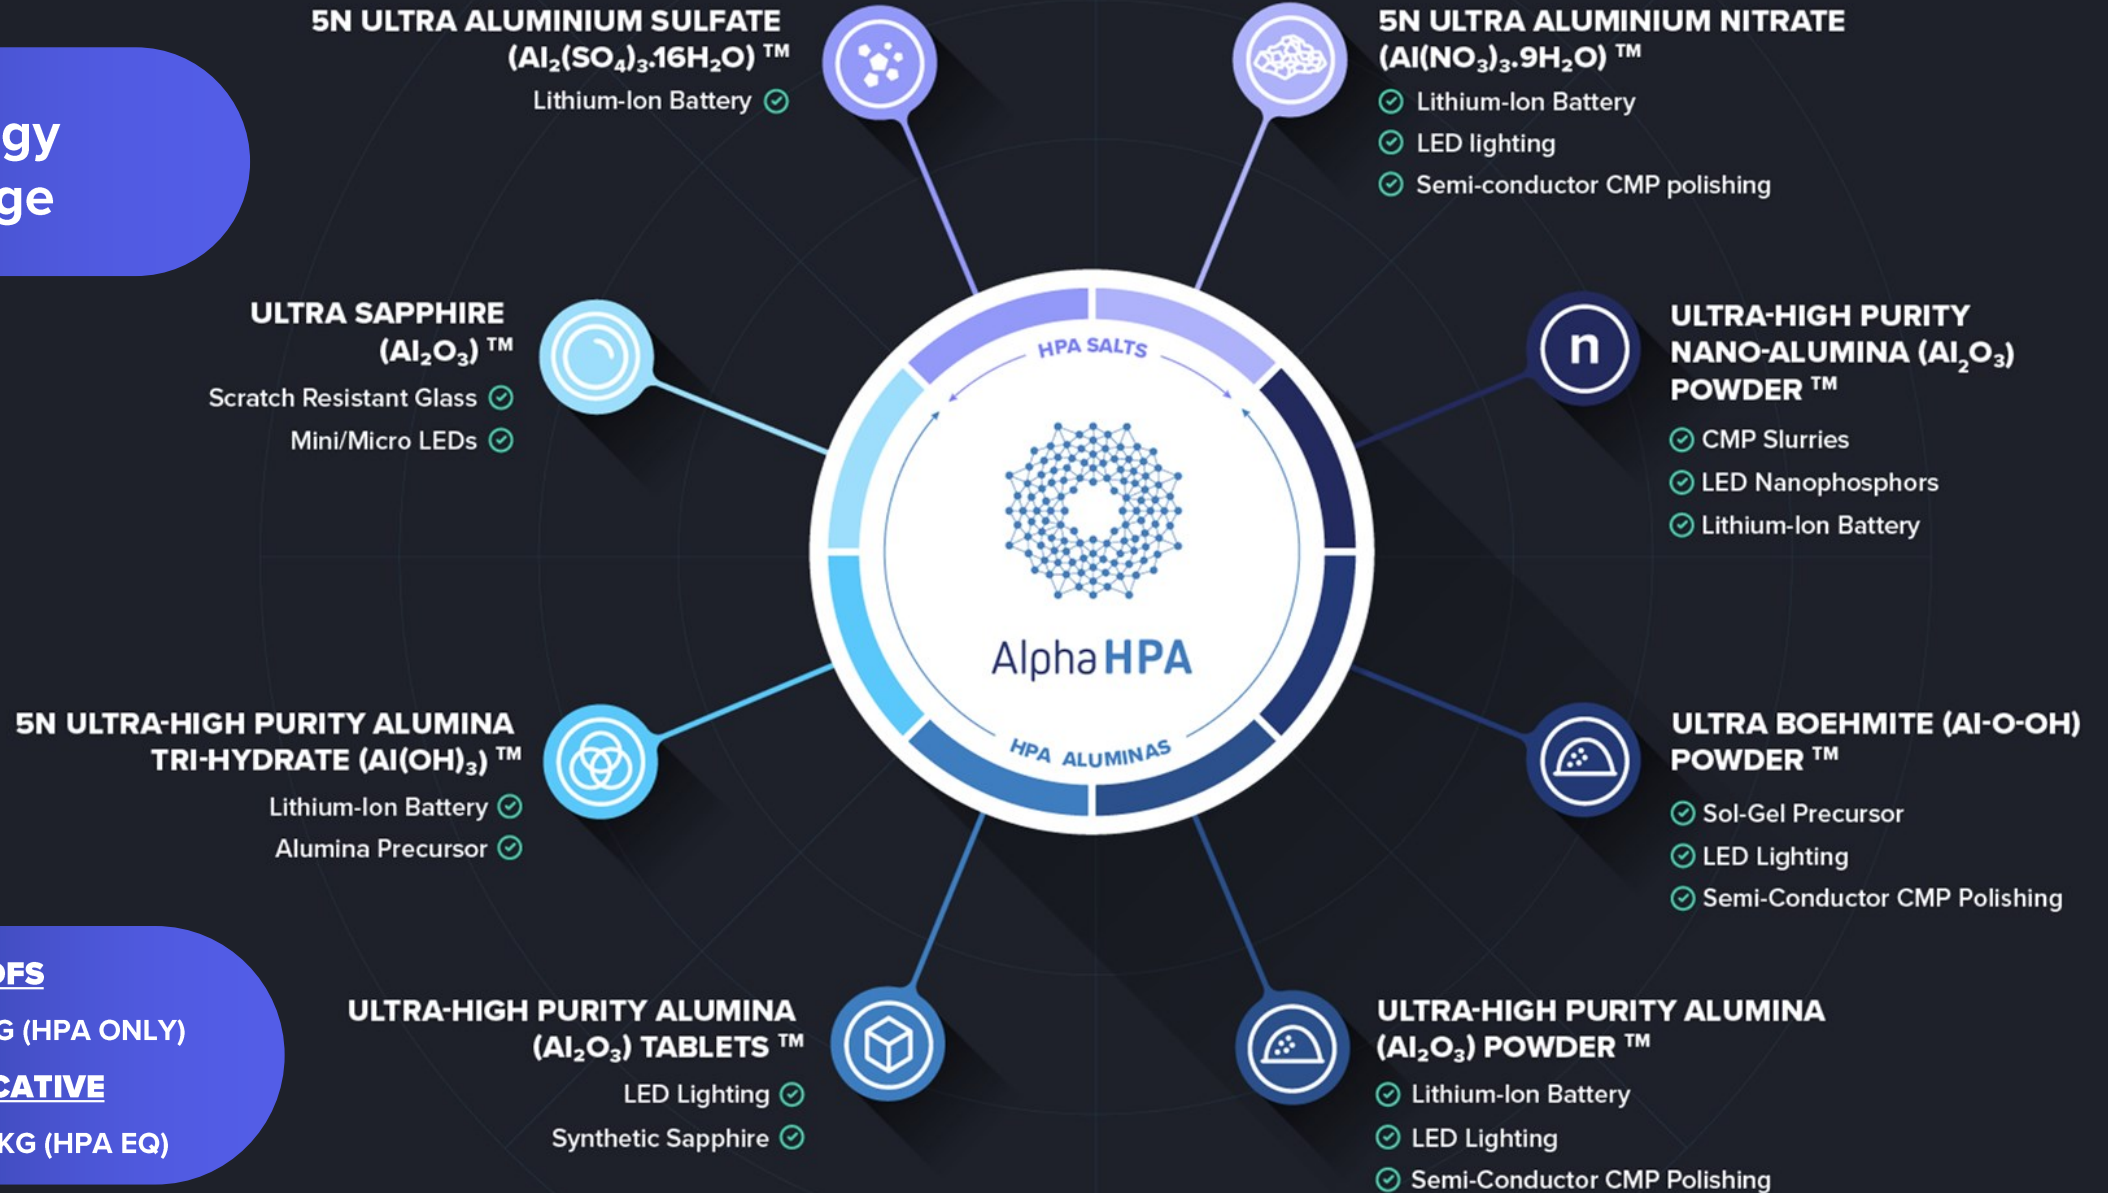 5N ULTRA ALUMINIUM SULFATE
(Al₂(SO₄)₃.16H₂O) ™
Lithium-Ion Battery
5N ULTRA ALUMINIUM NITRATE
(Al(NO₃)₃.9H₂O) ™
Lithium-Ion Battery
LED lighting
Semi-conductor CMP polishing
gy
ge
ULTRA SAPPHIRE
(Al₂O₃) ™
Scratch Resistant Glass
Mini/Micro LEDs
HPA SALTS
AlphaHPA
HPA ALUMINAS
n
ULTRA-HIGH PURITY
NANO-ALUMINA (Al₂O₃)
POWDER ™
CMP Slurries
LED Nanophosphors
Lithium-Ion Battery
5N ULTRA-HIGH PURITY ALUMINA
TRI-HYDRATE (Al(OH)₃) ™
Lithium-Ion Battery
Alumina Precursor
ULTRA BOEHMITE (Al-O-OH)
POWDER ™
Sol-Gel Precursor
LED Lighting
Semi-Conductor CMP Polishing
OFS
G (HPA ONLY)
CATIVE
KG (HPA EQ)
ULTRA-HIGH PURITY ALUMINA
(Al₂O₃) TABLETS ™
LED Lighting
Synthetic Sapphire
ULTRA-HIGH PURITY ALUMINA
(Al₂O₃) POWDER ™
Lithium-Ion Battery
LED Lighting
Semi-Conductor CMP Polishing